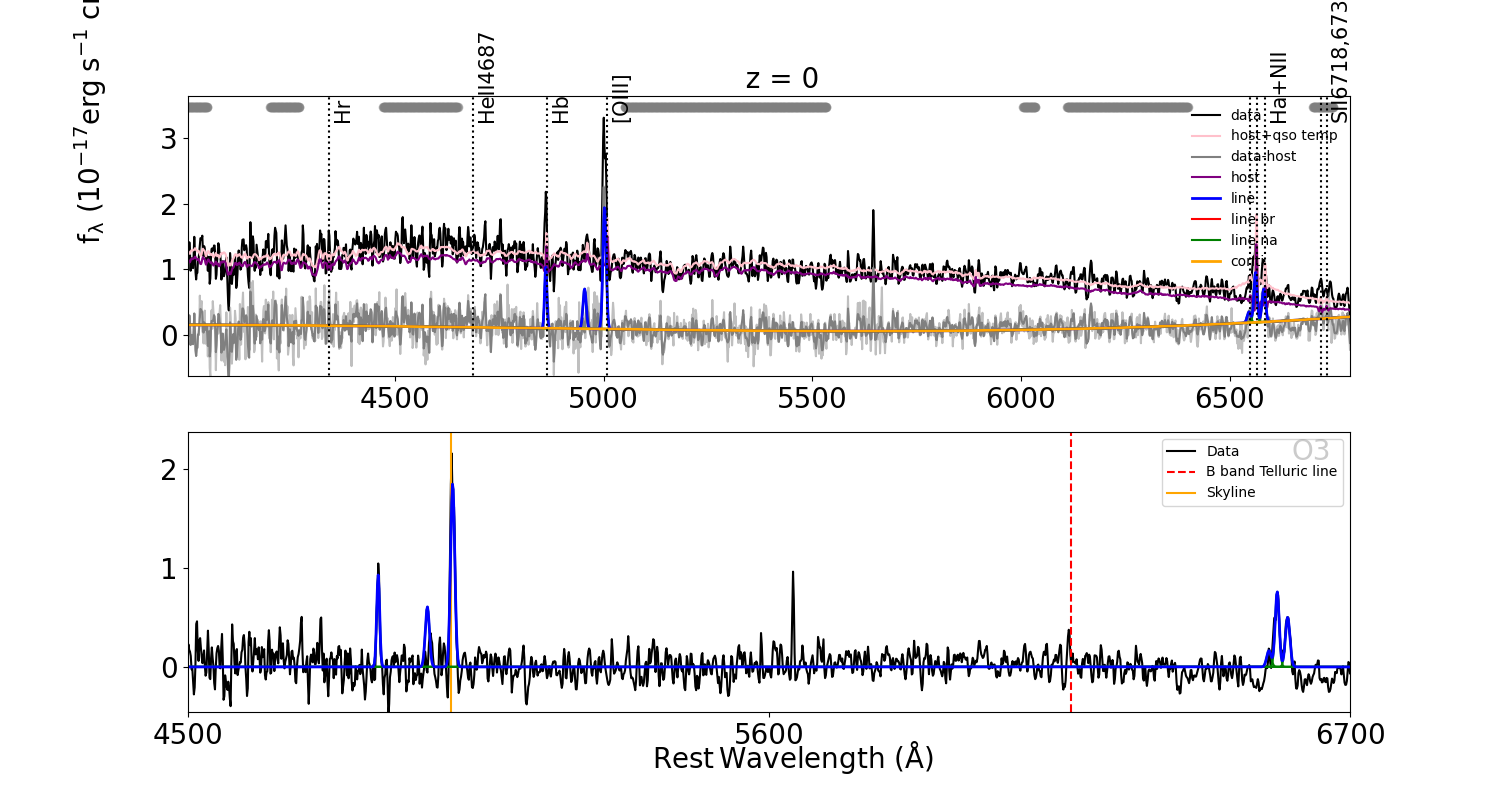 z = 0
f_λ (10^−17 erg s^−1 c
Hr
HeII4687
Hb
[OIII]
Ha+NII
SII6718,673
data
host+qso temp
data-host
host
line
line br
line na
conti
3
2
1
0
4500 5000 5500 6000 6500
O3
Data
B band Telluric line
Skyline
2
1
0
4500 5600 6700
Rest Wavelength (Å)